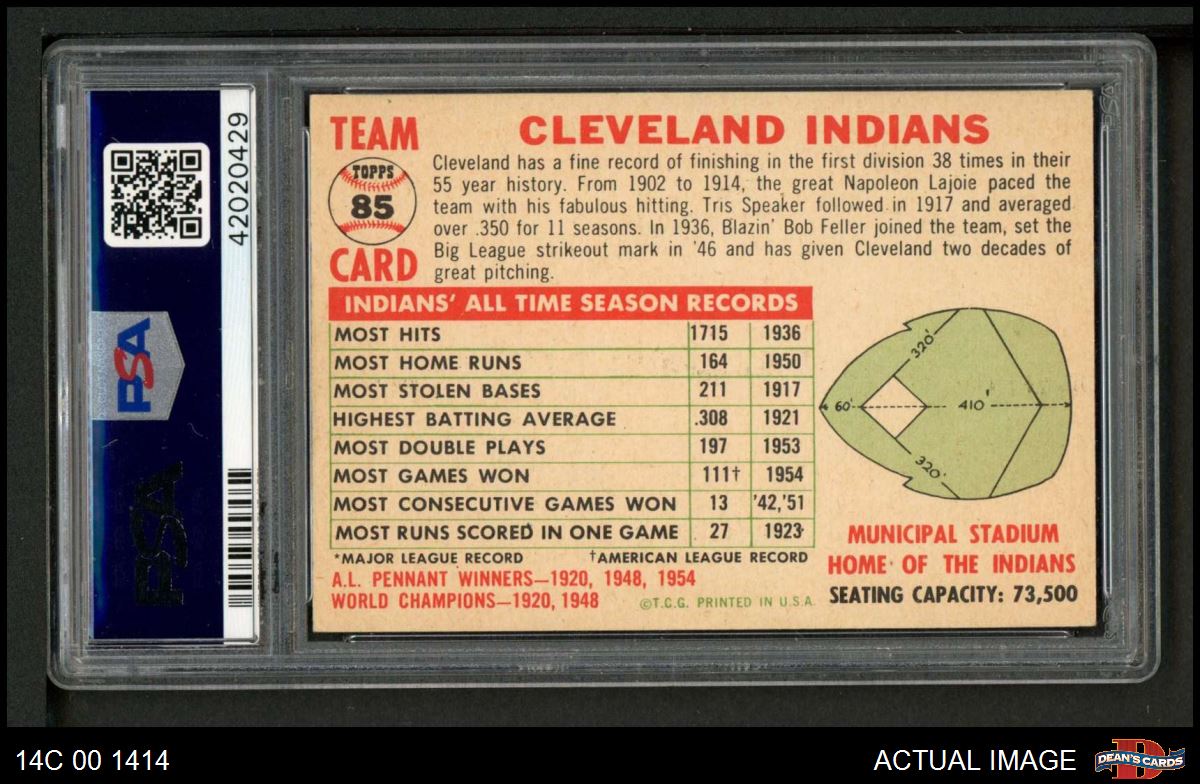 TEAM
TOPPS
85
CARD
CLEVELAND INDIANS
Cleveland has a fine record of finishing in the first division 38 times in their
55 year history. From 1902 to 1914, the great Napoleon Lajoie paced the
team with his fabulous hitting. Tris Speaker followed in 1917 and averaged
over .350 for 11 seasons. In 1936, Blazin' Bob Feller joined the team, set the
Big League strikeout mark in '46 and has given Cleveland two decades of
great pitching.
INDIANS' ALL TIME SEASON RECORDS
MOST HITS 1715 1936
MOST HOME RUNS 164 1950
MOST STOLEN BASES 211 1917
HIGHEST BATTING AVERAGE .308 1921
MOST DOUBLE PLAYS 197 1953
MOST GAMES WON 111† 1954
MOST CONSECUTIVE GAMES WON 13 '42,'51
MOST RUNS SCORED IN ONE GAME 27 1923
*MAJOR LEAGUE RECORD †AMERICAN LEAGUE RECORD
A.L. PENNANT WINNERS—1920, 1948, 1954
WORLD CHAMPIONS—1920, 1948
©T.C.G. PRINTED IN U.S.A.
320'
60'
410'
320'
MUNICIPAL STADIUM
HOME OF THE INDIANS
SEATING CAPACITY: 73,500
42020429
PSA
PSA
14C 00 1414
ACTUAL IMAGE
DEAN'S CARDS